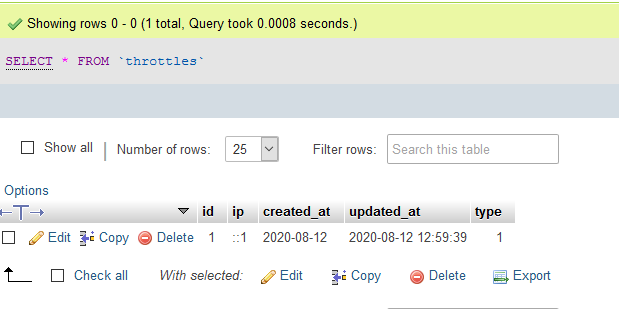 Showing rows 0 - 0 (1 total, Query took 0.0008 seconds.)
SELECT * FROM `throttles`
Show all | Number of rows: 25 Filter rows: Search this table
Options
id ip created_at updated_at type
Edit Copy Delete 1 ::1 2020-08-12 2020-08-12 12:59:39 1
Check all With selected: Edit Copy Delete Export